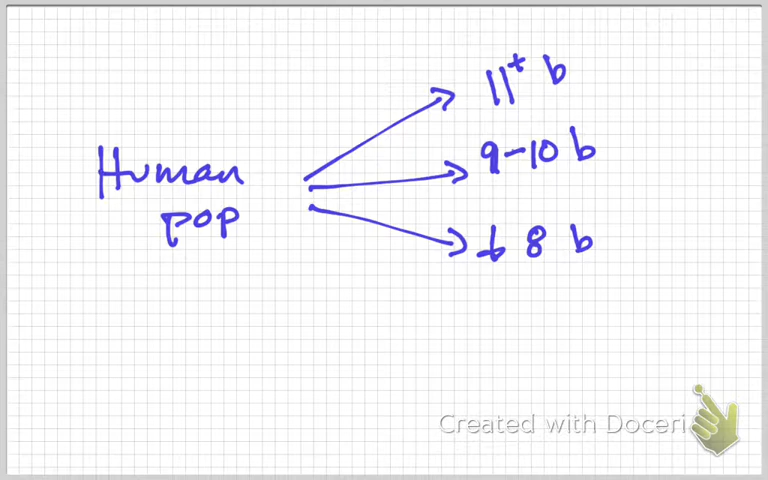 Human
pop
11+ b
9-10 b
↓ 8 b
Created with Doceri